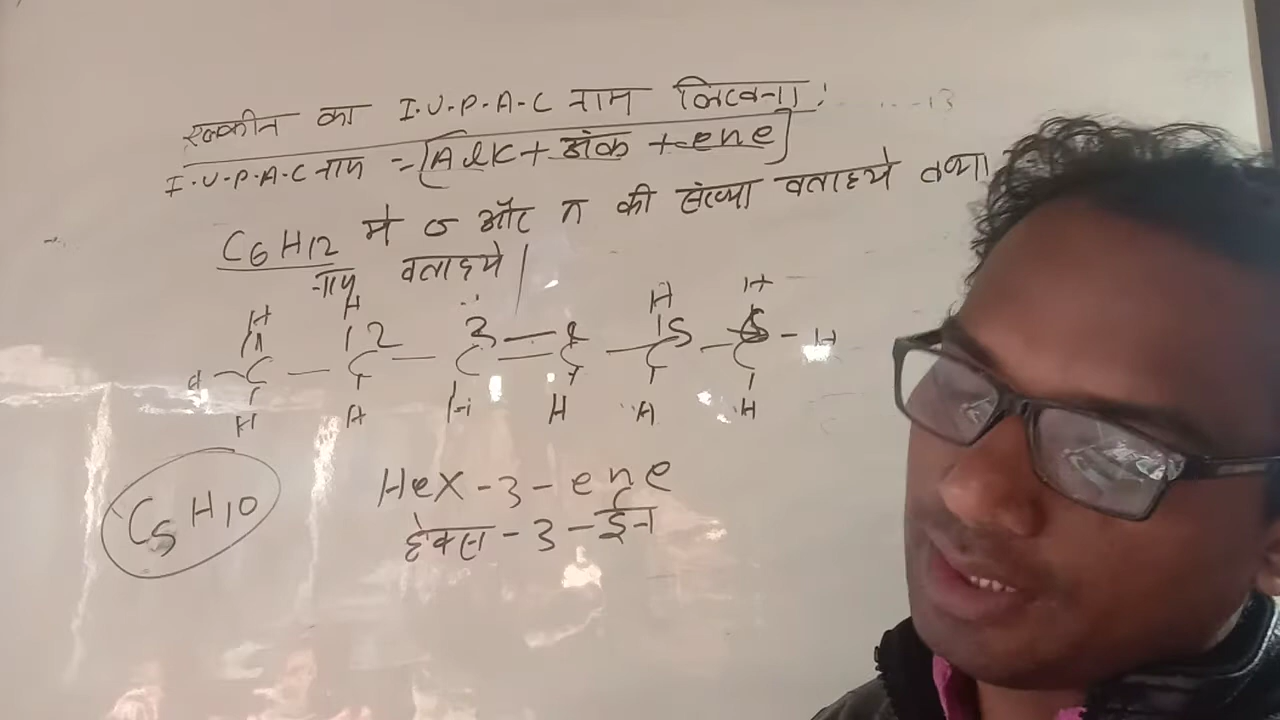 एल्कीन का I.U.P.A.C नाम लिखना!
I.U.P.A.C नाम = [Alk + अंक + ene]
C6H12 में σ और π की संख्या बताइये तथा
नाम बताइये |
H H H H
1 2 3 = 4 5 6 - H
C - C - C = C - C - C
H H H H H H
C5H10
Hex-3-ene
हेक्स-3-ईन